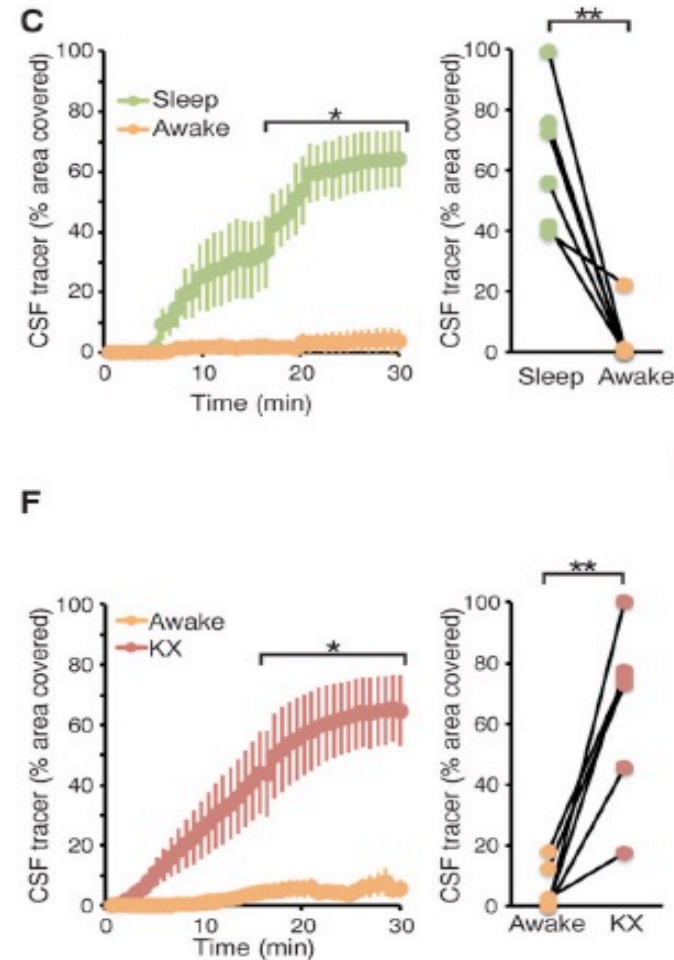 C
CSF tracer (% area covered)
100
80
60
40
20
0
Sleep
Awake
*
0
10
20
30
Time (min)
**
CSF tracer (% area covered)
100
80
60
40
20
0
Sleep Awake
F
CSF tracer (% area covered)
100
80
60
40
20
0
Awake
KX
*
0
10
20
30
Time (min)
**
CSF tracer (% area covered)
100
80
60
40
20
0
Awake KX